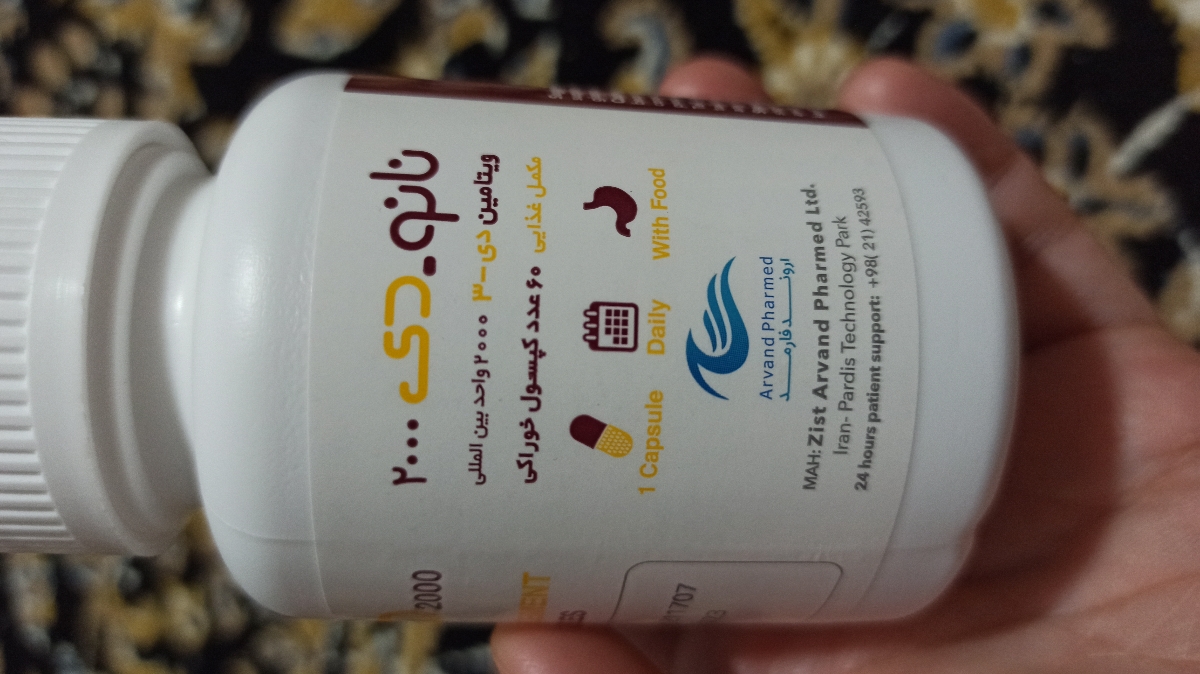 نانو-دی ۲۰۰۰
ویتامین دی-۳ ۲۰۰۰ واحد بین المللی
مکمل غذایی ۶۰ عدد کپسول خوراکی
1 Capsule Daily With Food
Arvand Pharmed
اروند فارمد
MAH: Zist Arvand Pharmed Ltd.
Iran- Pardis Technology Park
24 hours patient support: +98( 21) 42593
2000